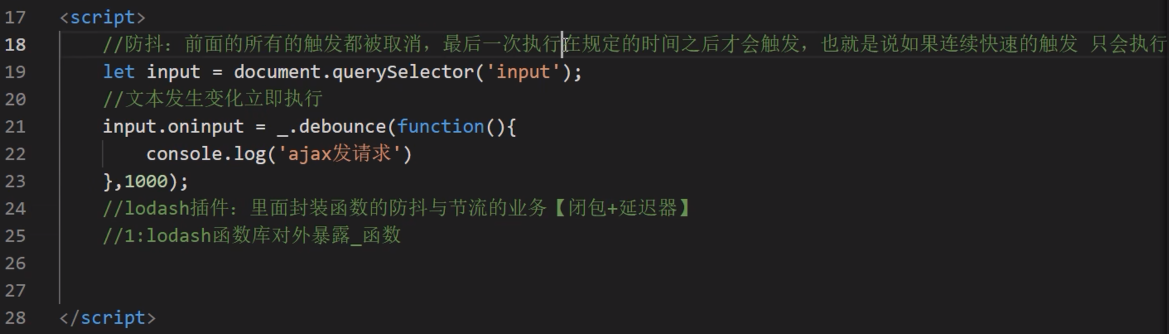 17 <script>
18 //防抖：前面的所有的触发都被取消，最后一次执行在规定的时间之后才会触发，也就是说如果连续快速的触发 只会执行
19 let input = document.querySelector('input');
20 //文本发生变化立即执行
21 input.oninput = _.debounce(function(){
22 console.log('ajax发请求')
23 },1000);
24 //lodash插件：里面封装函数的防抖与节流的业务【闭包+延迟器】
25 //1:lodash函数库对外暴露_函数
26
27
28 </script>